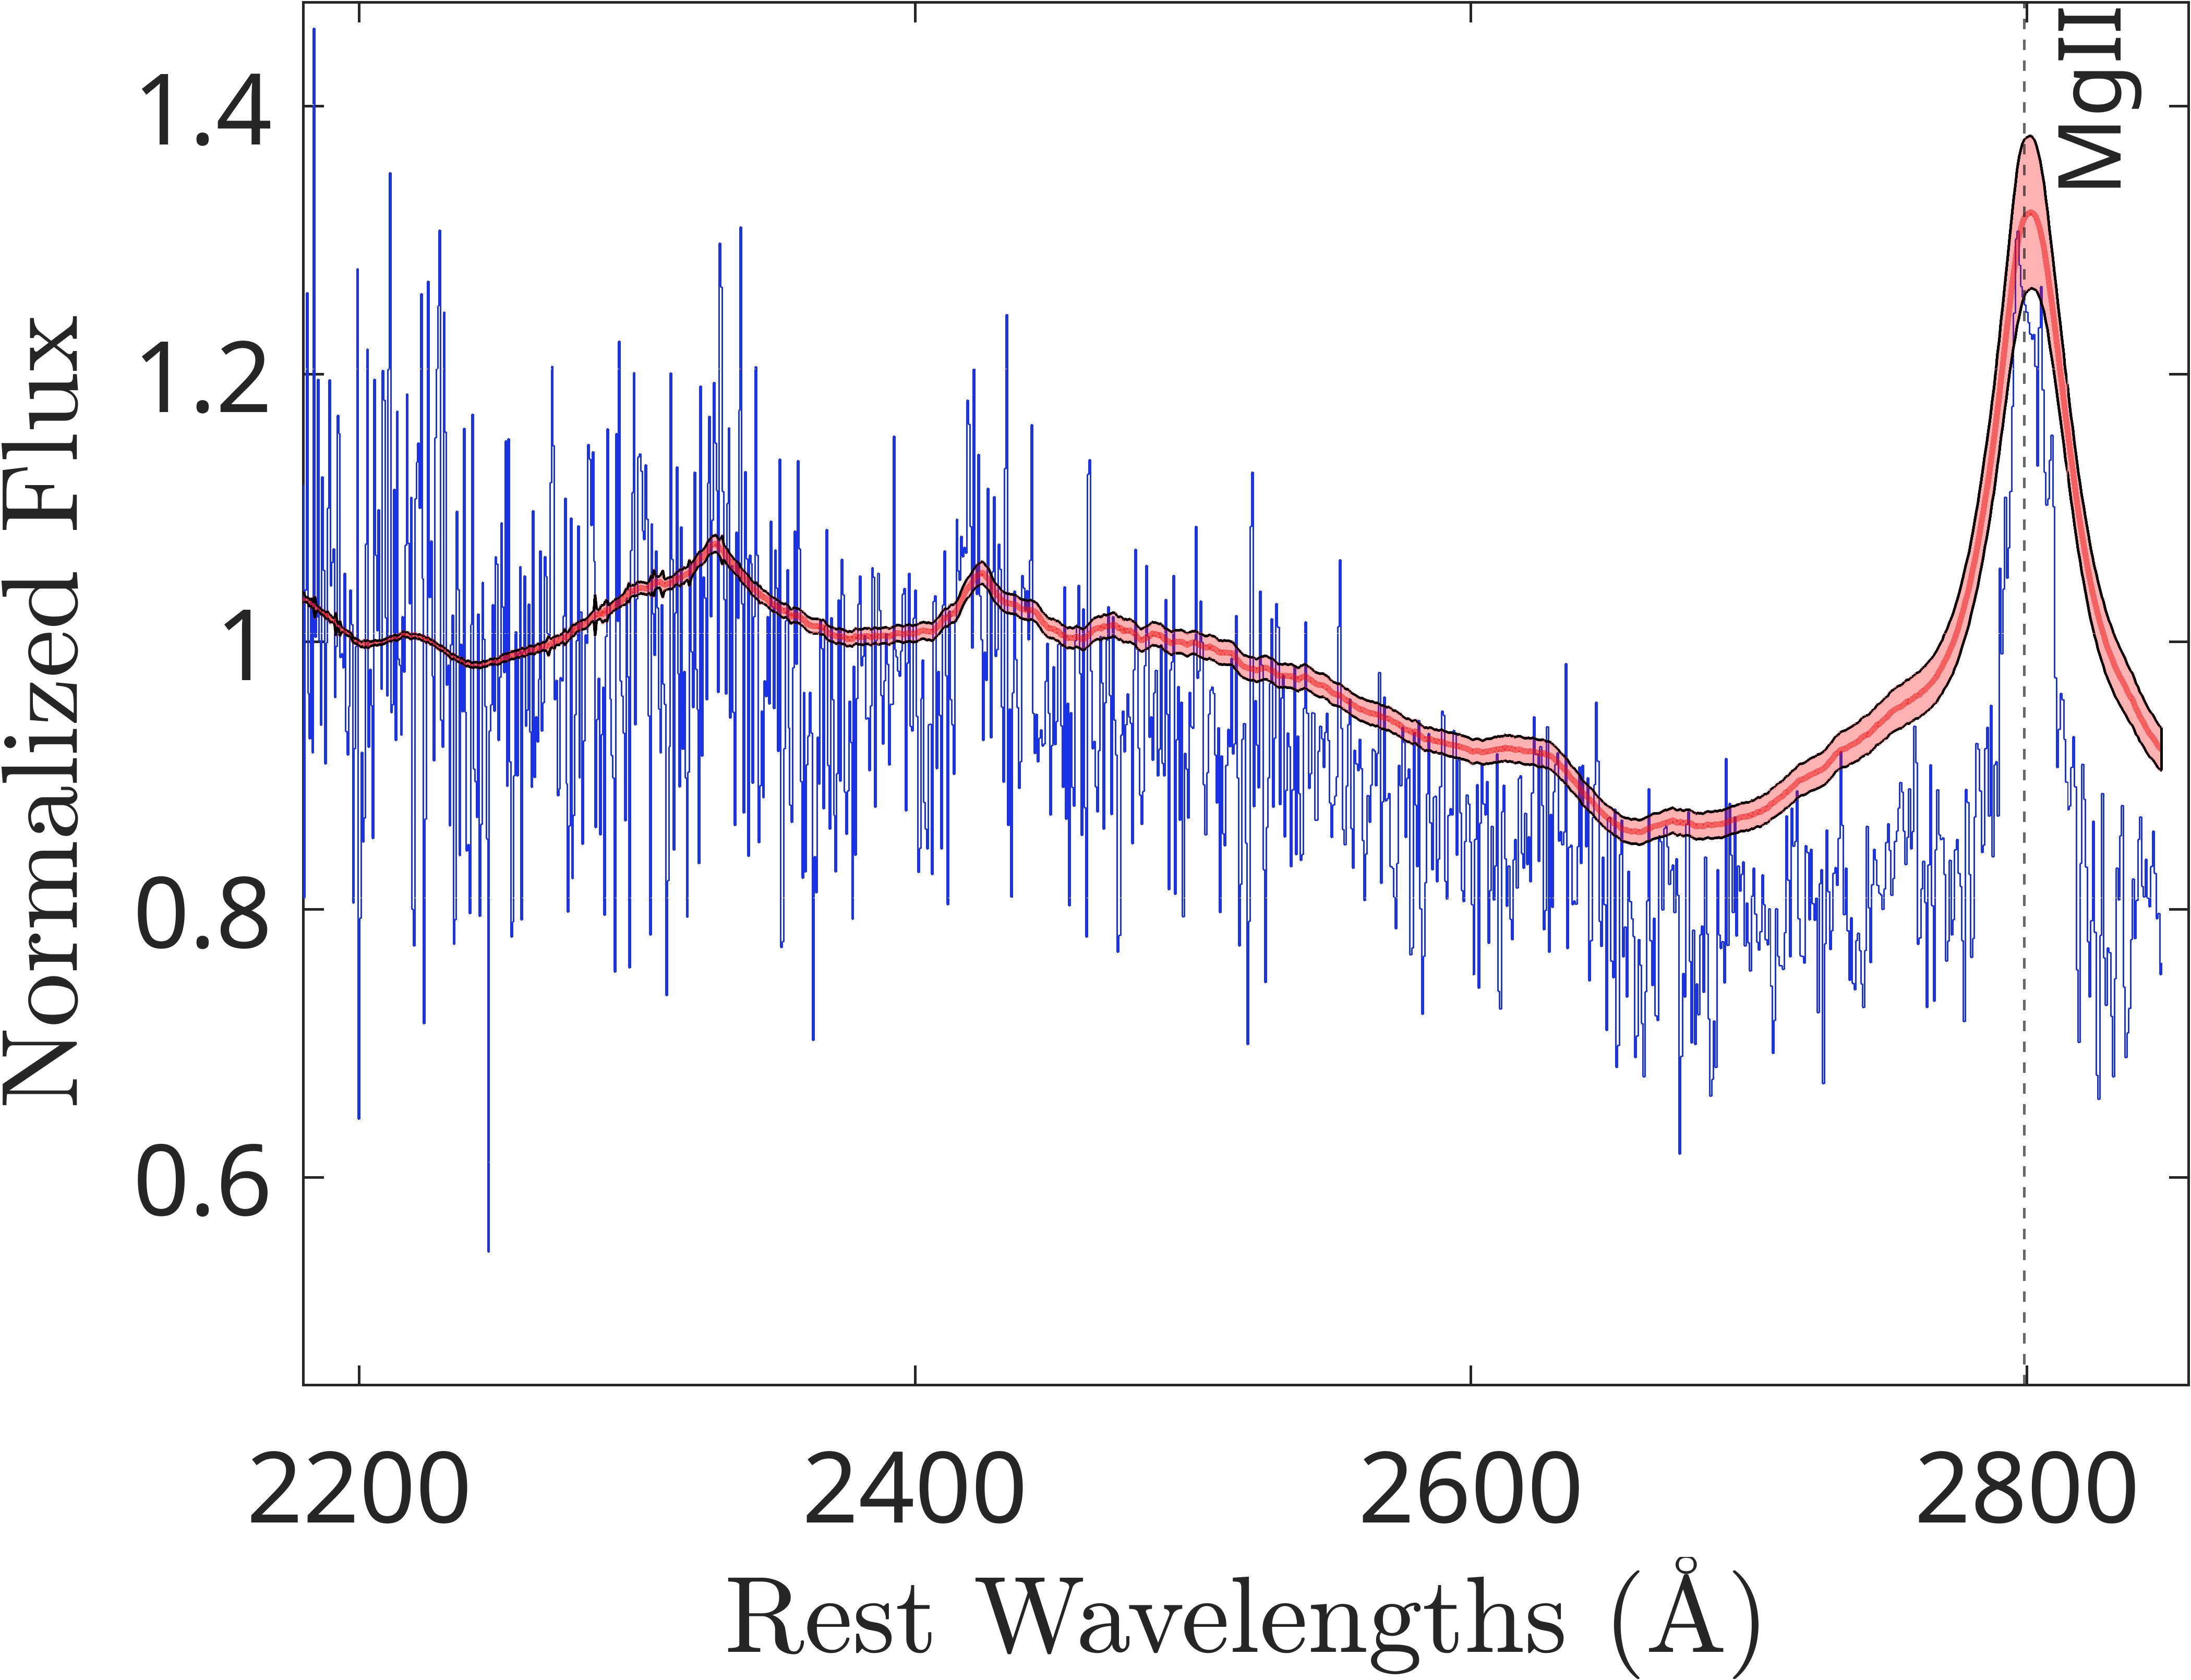 MgII
1.4
1.2
1
0.8
0.6
Normalized Flux
2200 2400 2600 2800
Rest Wavelengths (Å)